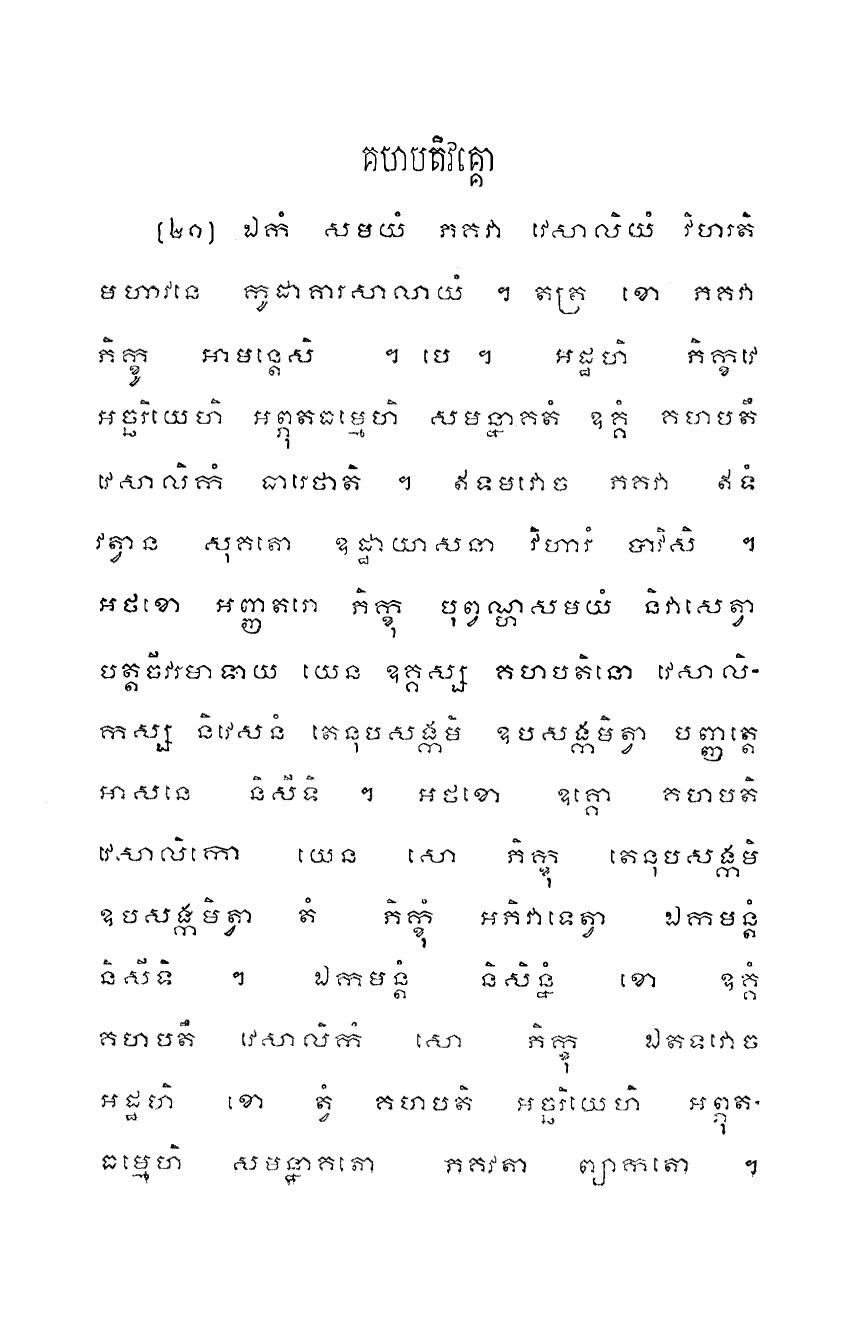 គហបតិវគ្គោ
(២១) ឯកំ សមយំ ភគវា វេសាលិយំ វិហរតិ
មហាវនេ កូដាគារសាលាយំ ។ តត្រ ខោ ភគវា
ភិក្ខូ អាមន្តេសិ ។ បេ ។ អដ្ឋហិ ភិក្ខវេ
អច្ឆរិយេហិ អព្ភុតធម្មេហិ សមន្នាគតំ ឧគ្គំ គហបតឹ
វេសាលិកំ ធារេថាតិ ។ ឥទមវោច ភគវា ឥទំ
វត្វាន សុគតោ ឧដ្ឋាយាសនា វិហារំ បាវិសិ ។
អថខោ អញ្ញតរោ ភិក្ខុ បុព្វណ្ហសមយំ និវាសេត្វា
បត្តចីវរមាទាយ យេន ឧគ្គស្ស គហបតិនោ វេសាលិ-
កស្ស និវេសនំ តេនុបសង្កមិ ឧបសង្កមិត្វា បញ្ញត្តេ
អាសនេ និសីទិ ។ អថខោ ឧគ្គោ គហបតិ
វេសាលិកោ យេន សោ ភិក្ខុ តេនុបសង្កមិ
ឧបសង្កមិត្វា តំ ភិក្ខុំ អភិវាទេត្វា ឯកមន្តំ
និសីទិ ។ ឯកមន្តំ និសិន្នំ ខោ ឧគ្គំ
គហបតឹ វេសាលិកំ សោ ភិក្ខុ ឯតទវោច
អដ្ឋហិ ខោ ត្វំ គហបតិ អច្ឆរិយេហិ អព្ភុត-
ធម្មេហិ សមន្នាគតោ ភគវតា ព្យាកតោ ។